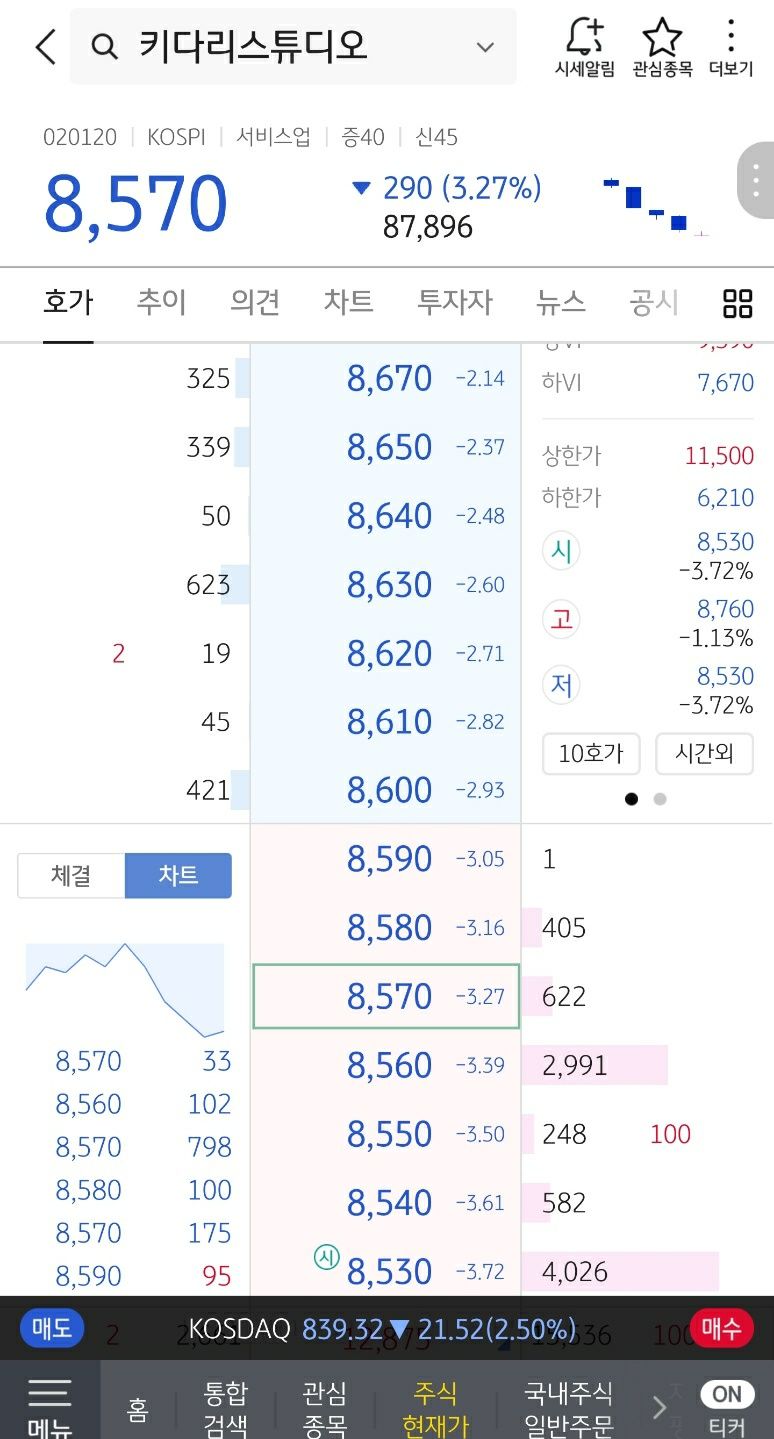 키다리스튜디오
시세알림 관심종목 더보기
020120 | KOSPI | 서비스업 | 증40 | 신45
8,570 ▼ 290 (3.27%)
87,896
호가 추이 의견 차트 투자자 뉴스 공시
325 8,670 -2.14
하VI 7,670
339 8,650 -2.37
상한가 11,500
하한가 6,210
50 8,640 -2.48
시 8,530
-3.72%
623 8,630 -2.60
고 8,760
-1.13%
2 19 8,620 -2.71
저 8,530
-3.72%
45 8,610 -2.82
10호가 시간외
421 8,600 -2.93
체결 차트
8,590 -3.05 1
8,580 -3.16 405
8,570 -3.27 622
8,560 -3.39 2,991
8,550 -3.50 248 100
8,540 -3.61 582
시 8,530 -3.72 4,026
8,570 33
8,560 102
8,570 798
8,580 100
8,570 175
8,590 95
매도 KOSDAQ 839.32 ▼ 21.52(2.50%) 매수
2 12,875 100
메뉴
홈
통합
검색
관심
종목
주식
현재가
국내주식
일반주문
ON
티커